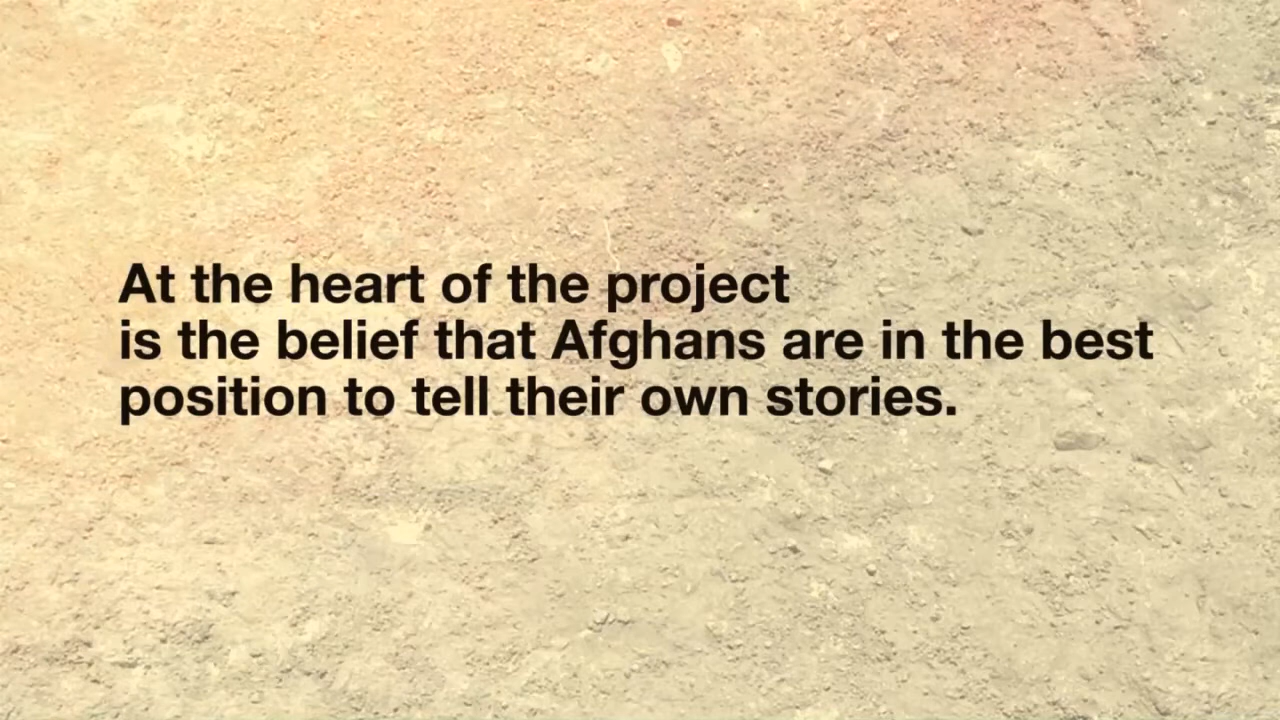 At the heart of the project
is the belief that Afghans are in the best
position to tell their own stories.